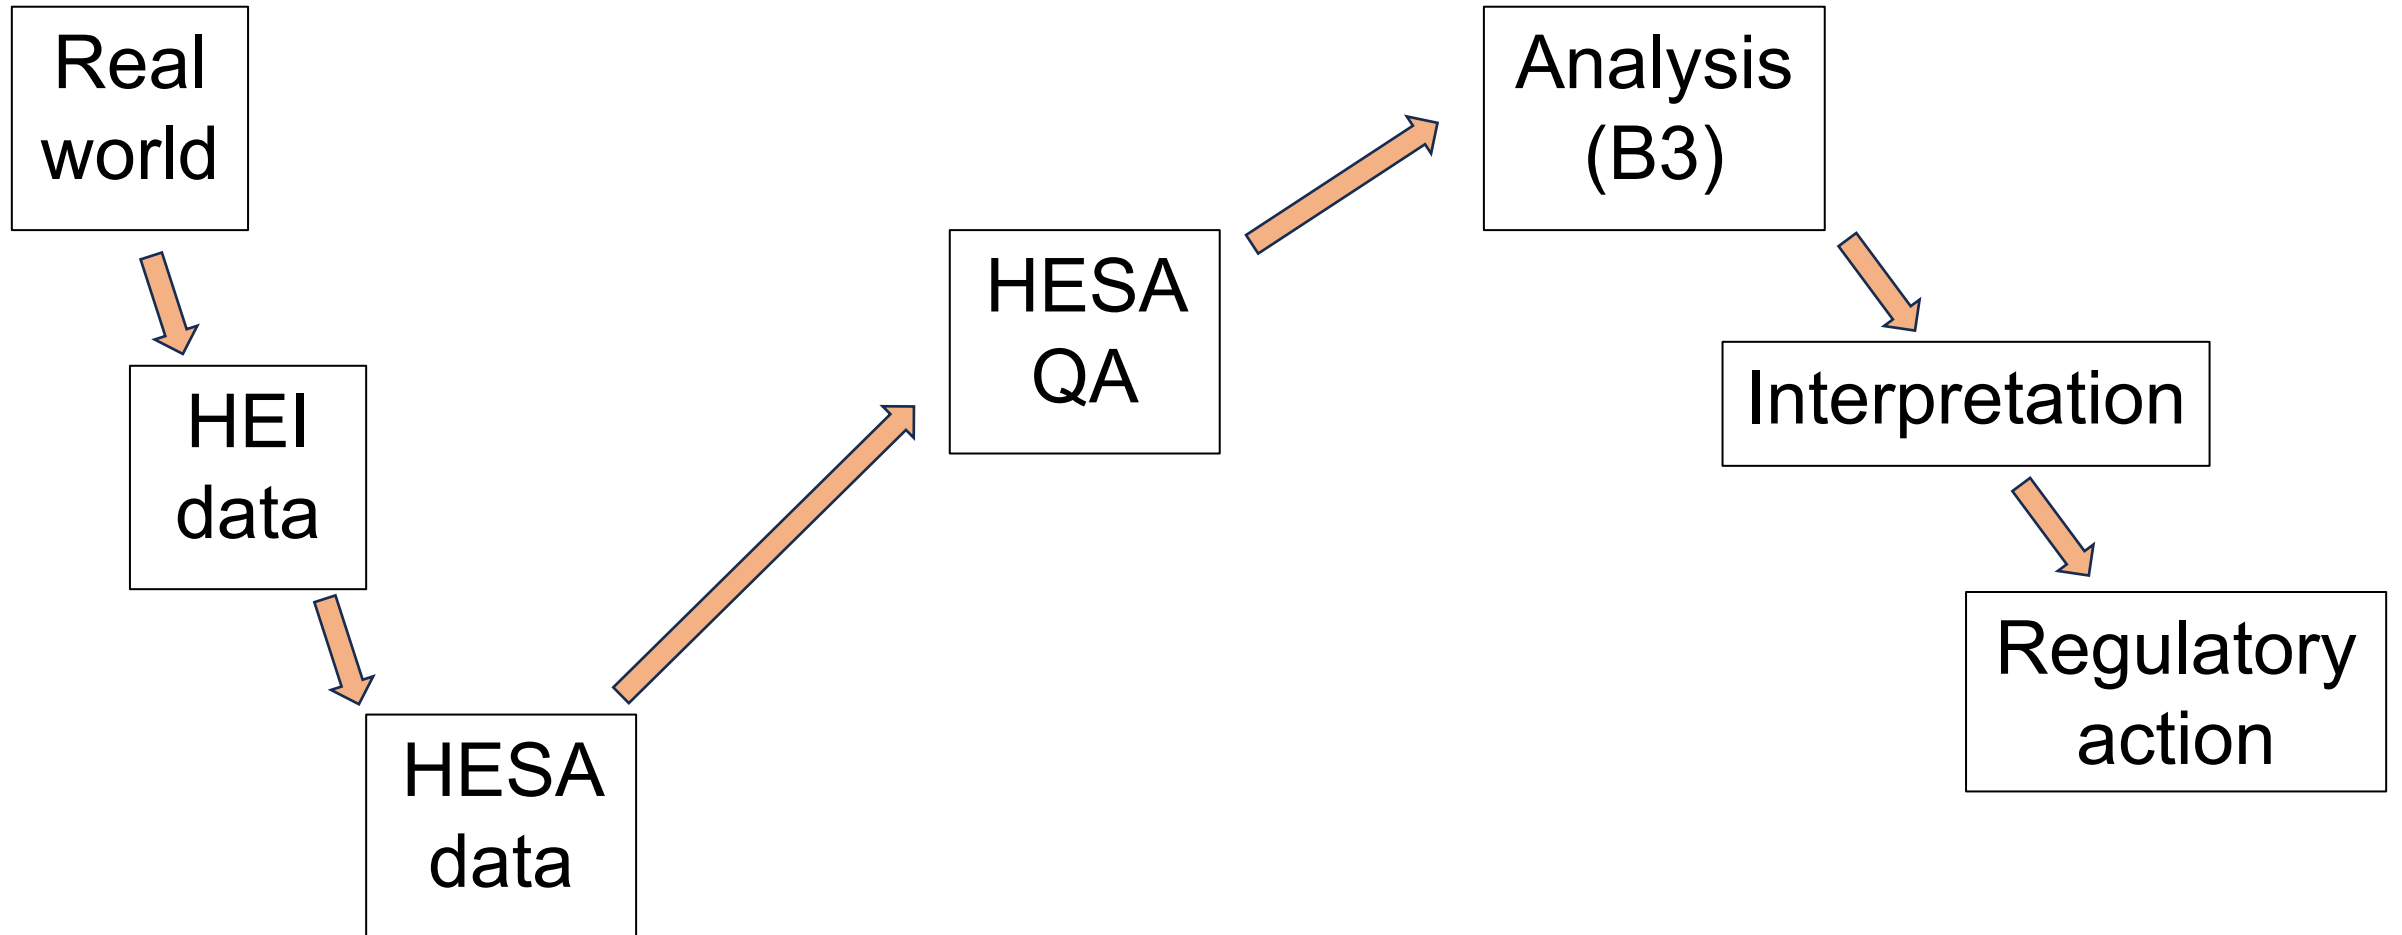 Real
world
HEI
data
HESA
data
HESA
QA
Analysis
(B3)
Interpretation
Regulatory
action